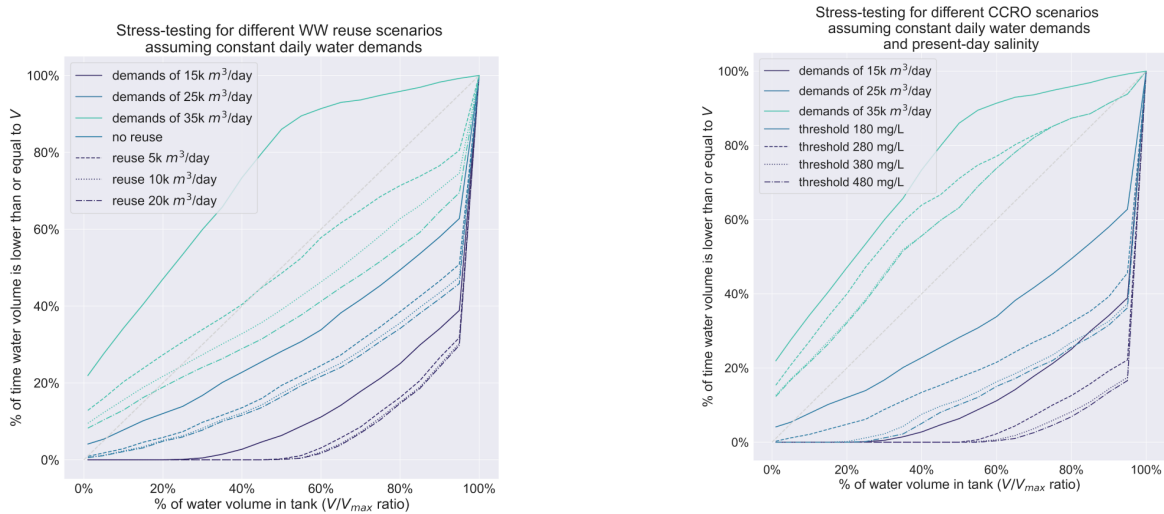 Stress-testing for different WW reuse scenarios
assuming constant daily water demands
100%
80%
60%
40%
20%
0%
% of time water volume is lower than or equal to V
demands of 15k m³/day
demands of 25k m³/day
demands of 35k m³/day
no reuse
reuse 5k m³/day
reuse 10k m³/day
reuse 20k m³/day
0% 20% 40% 60% 80% 100%
% of water volume in tank (V/Vmax ratio)
Stress-testing for different CCRO scenarios
assuming constant daily water demands
and present-day salinity
100%
80%
60%
40%
20%
0%
% of time water volume is lower than or equal to V
demands of 15k m³/day
demands of 25k m³/day
demands of 35k m³/day
threshold 180 mg/L
threshold 280 mg/L
threshold 380 mg/L
threshold 480 mg/L
0% 20% 40% 60% 80% 100%
% of water volume in tank (V/Vmax ratio)